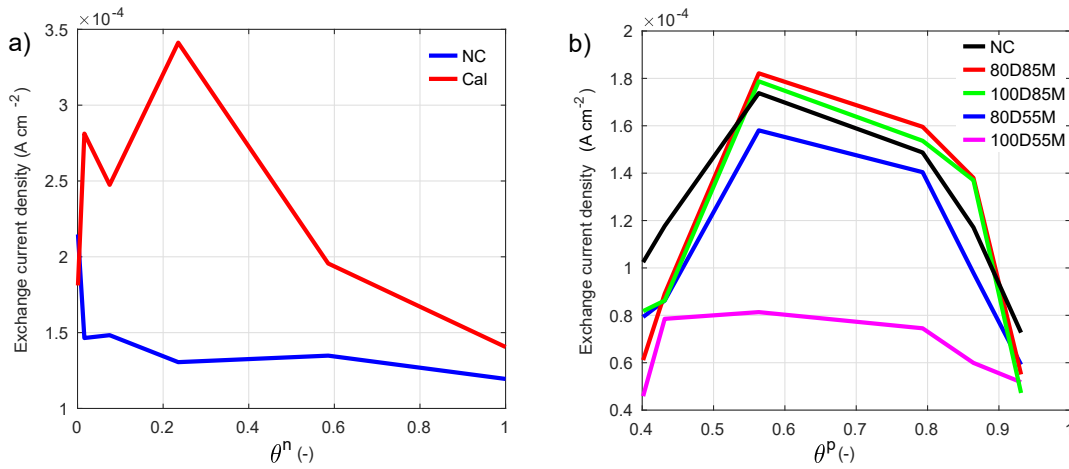 a)
×10⁻⁴
3.5
3
2.5
2
1.5
1
0
0.2
0.4
0.6
0.8
1
Exchange current density (A cm⁻²)
θⁿ (-)
NC
Cal
b)
×10⁻⁴
2
1.8
1.6
1.4
1.2
1
0.8
0.6
0.4
0.4
0.5
0.6
0.7
0.8
0.9
1
Exchange current density (A cm⁻²)
θᵖ (-)
NC
80D85M
100D85M
80D55M
100D55M